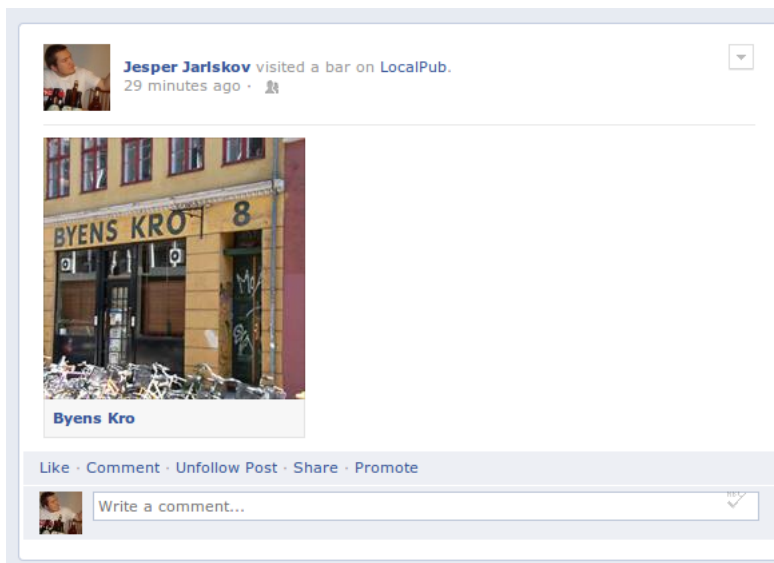 Jesper Jarlskov visited a bar on LocalPub.
29 minutes ago ·
BYENS KRO 8
Byens Kro
Like · Comment · Unfollow Post · Share · Promote
Write a comment...